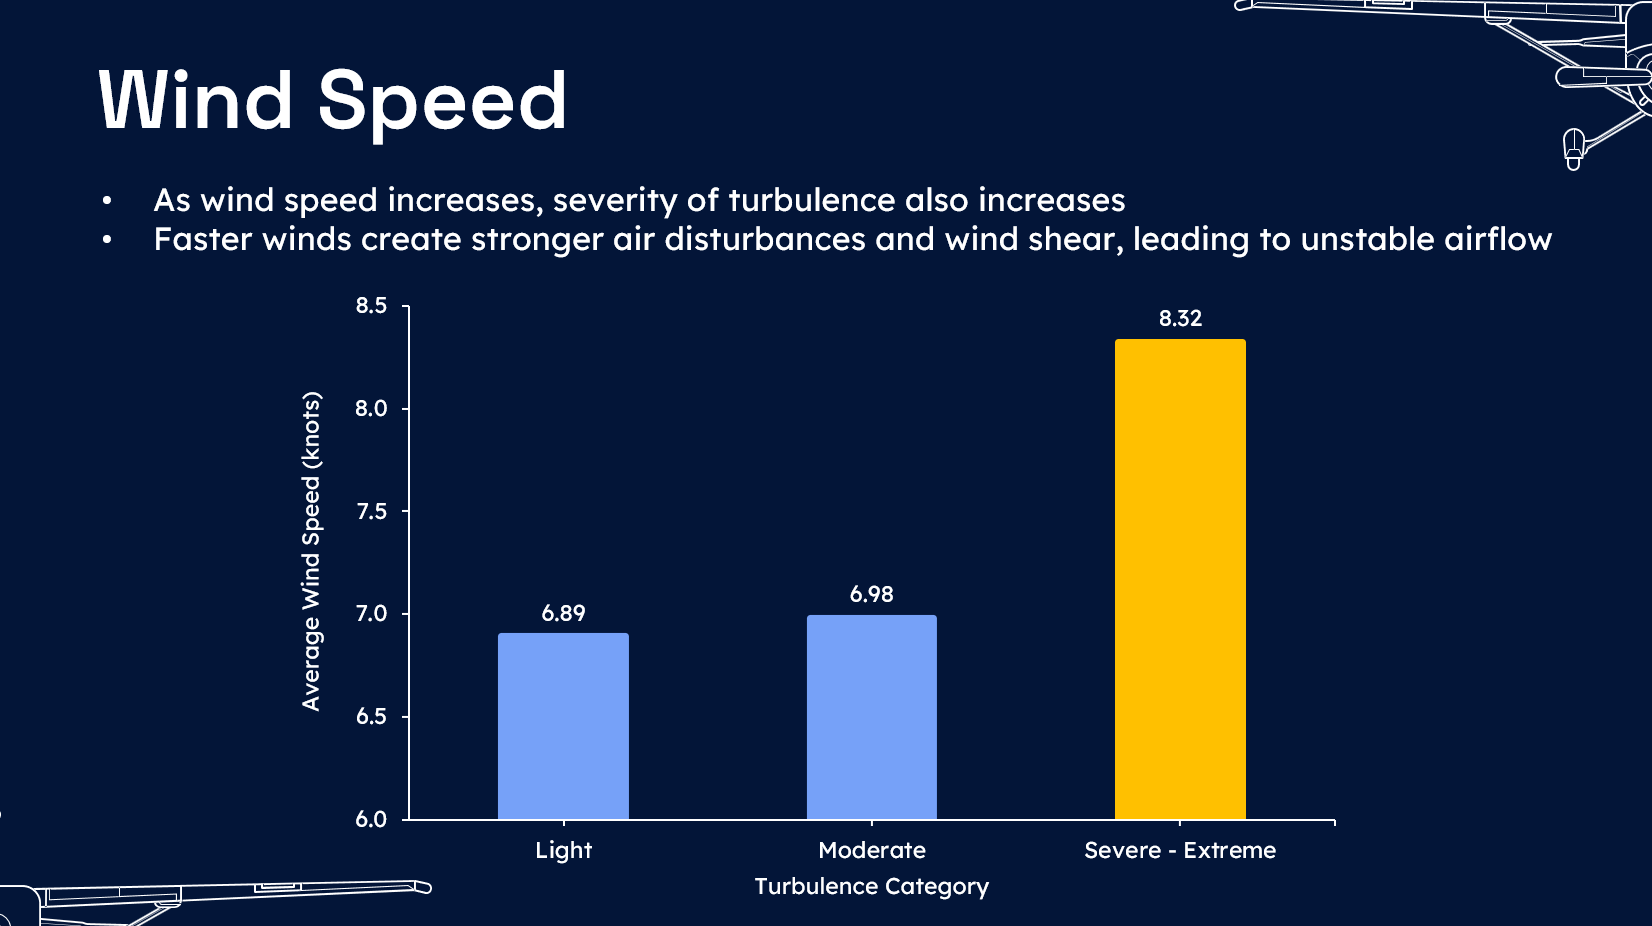 Wind Speed
• As wind speed increases, severity of turbulence also increases
• Faster winds create stronger air disturbances and wind shear, leading to unstable airflow
Average Wind Speed (knots)
8.5
8.0
7.5
7.0
6.5
6.0
6.89
6.98
8.32
Light
Moderate
Severe - Extreme
Turbulence Category